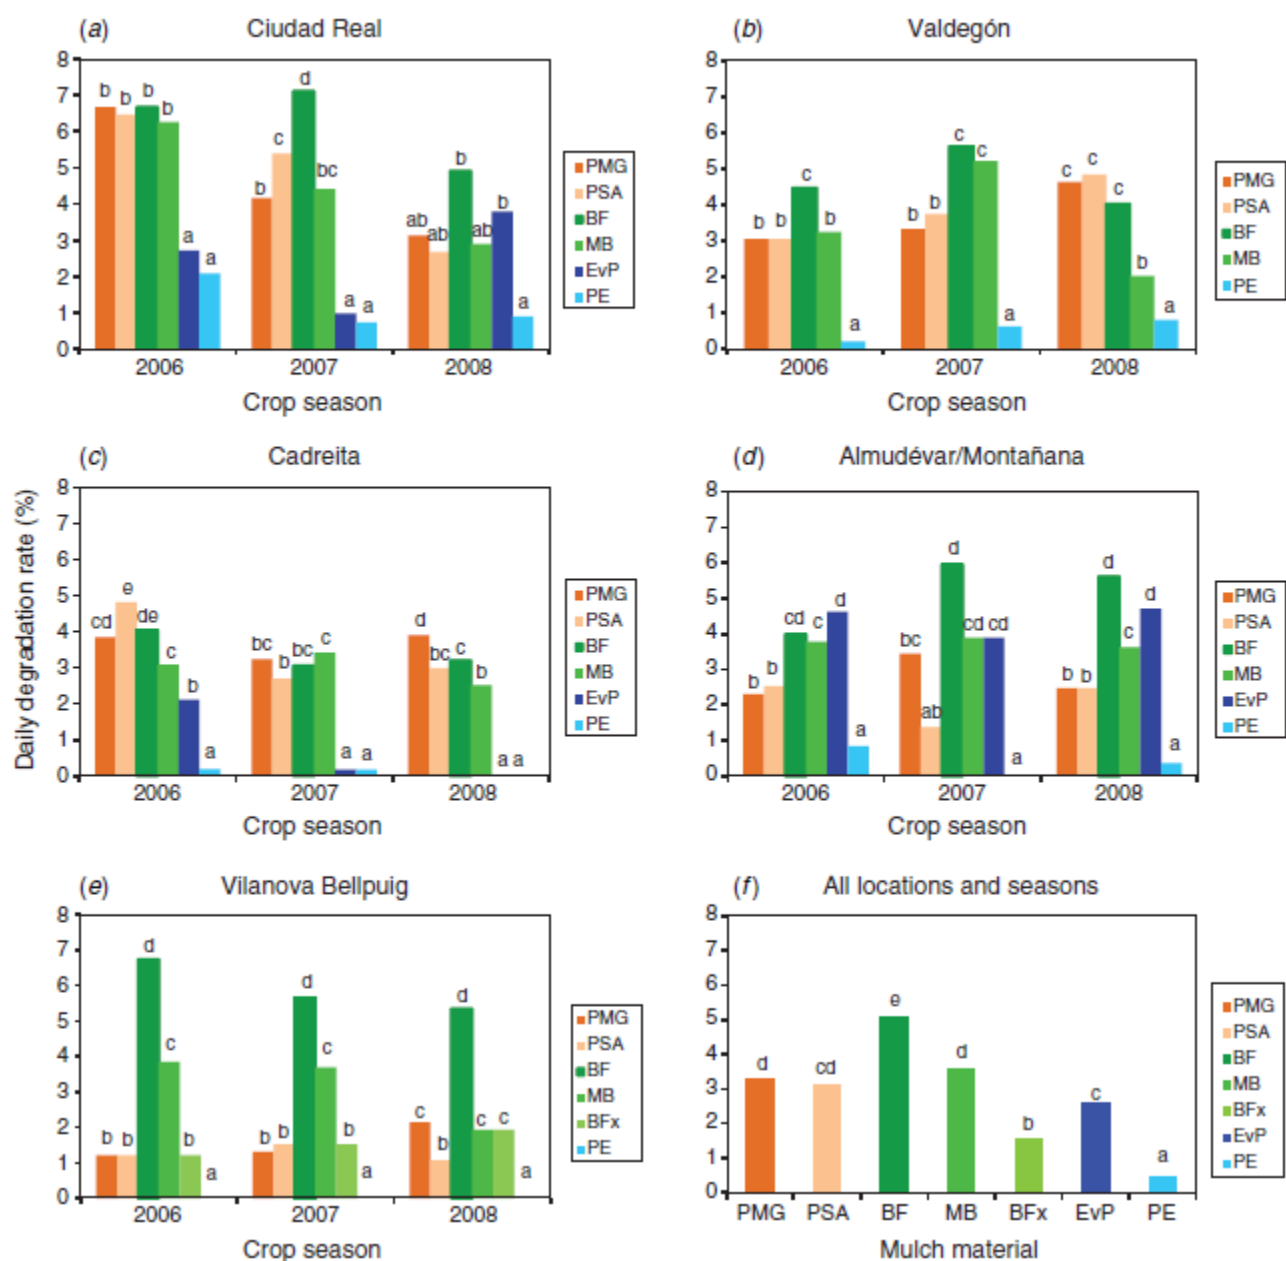 (a) Ciudad Real
8
7
6
5
4
3
2
1
0
b b b b a a
b c d bc a a
ab ab b ab b a
2006 2007 2008
Crop season
PMG
PSA
BF
MB
EvP
PE
(b) Valdegón
8
7
6
5
4
3
2
1
0
b b c b a
b b c c a
c c c b a
2006 2007 2008
Crop season
PMG
PSA
BF
MB
PE
Daily degradation rate (%)
(c) Cadreita
8
7
6
5
4
3
2
1
0
cd e de c b a
bc b bc c a a
d bc c b a a
2006 2007 2008
Crop season
PMG
PSA
BF
MB
EvP
PE
(d) Almudévar/Montañana
8
7
6
5
4
3
2
1
0
b b cd c d a
bc ab d cd cd a
b b d c d a
2006 2007 2008
Crop season
PMG
PSA
BF
MB
EvP
PE
(e) Vilanova Bellpuig
8
7
6
5
4
3
2
1
0
b b d c b a
b b d c b a
c b d c c a
2006 2007 2008
Crop season
PMG
PSA
BF
MB
BFx
PE
(f) All locations and seasons
8
7
6
5
4
3
2
1
0
d cd e d b c a
PMG PSA BF MB BFx EvP PE
Mulch material
PMG
PSA
BF
MB
BFx
EvP
PE